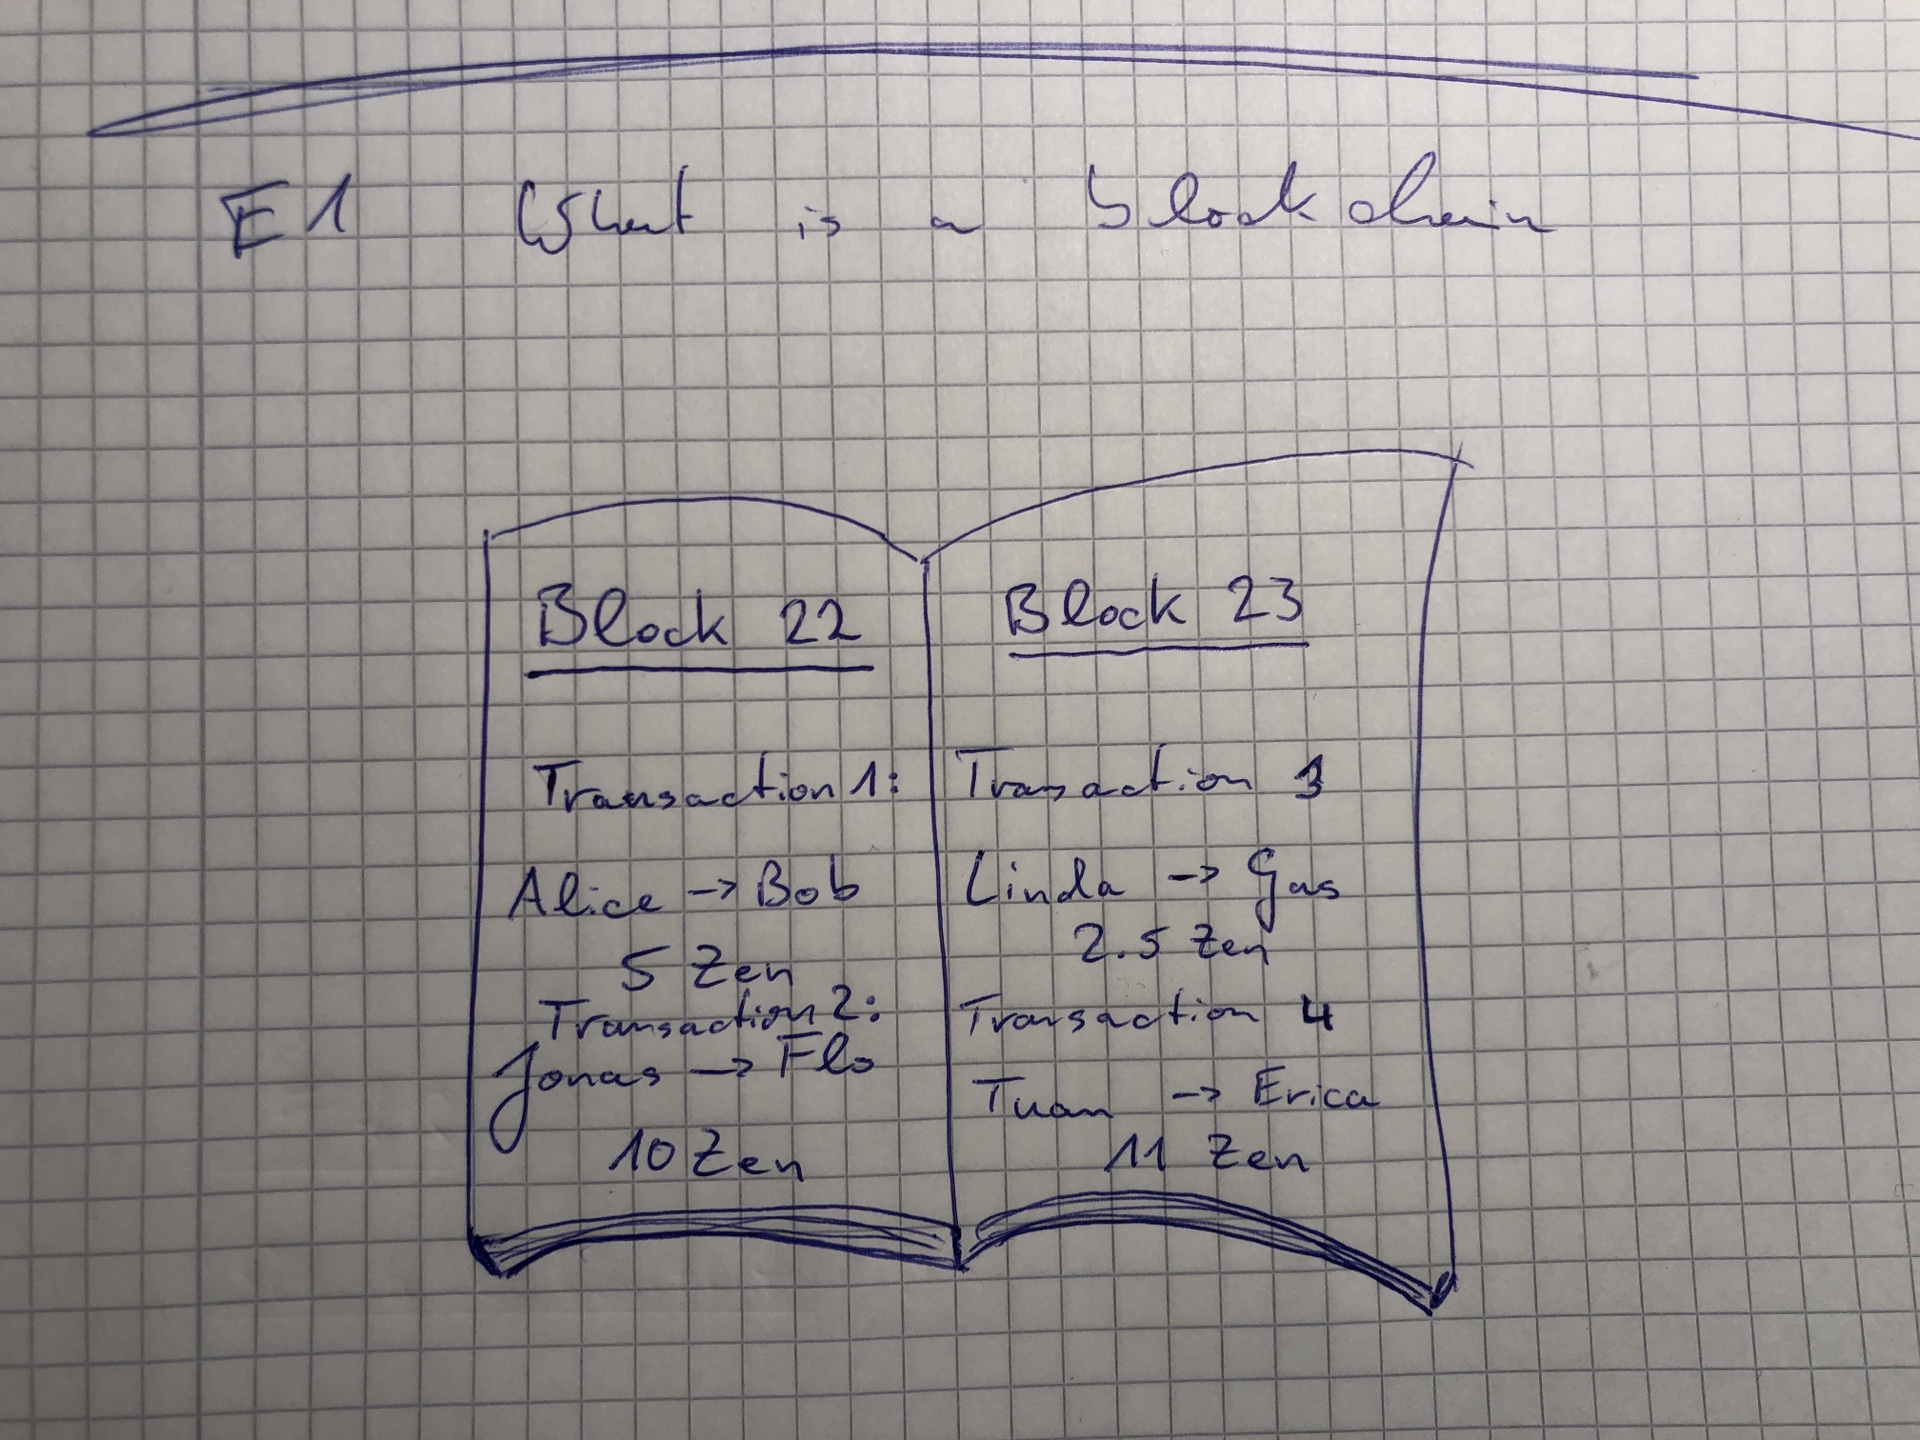 E1 What is a blockchain
Block 22
Transaction 1:
Alice -> Bob
5 Zen
Transaction 2:
Jonas -> Flo
10 Zen
Block 23
Transaction 3
Linda -> Gas
2.5 Zen
Transaction 4
Tuan -> Erica
11 Zen